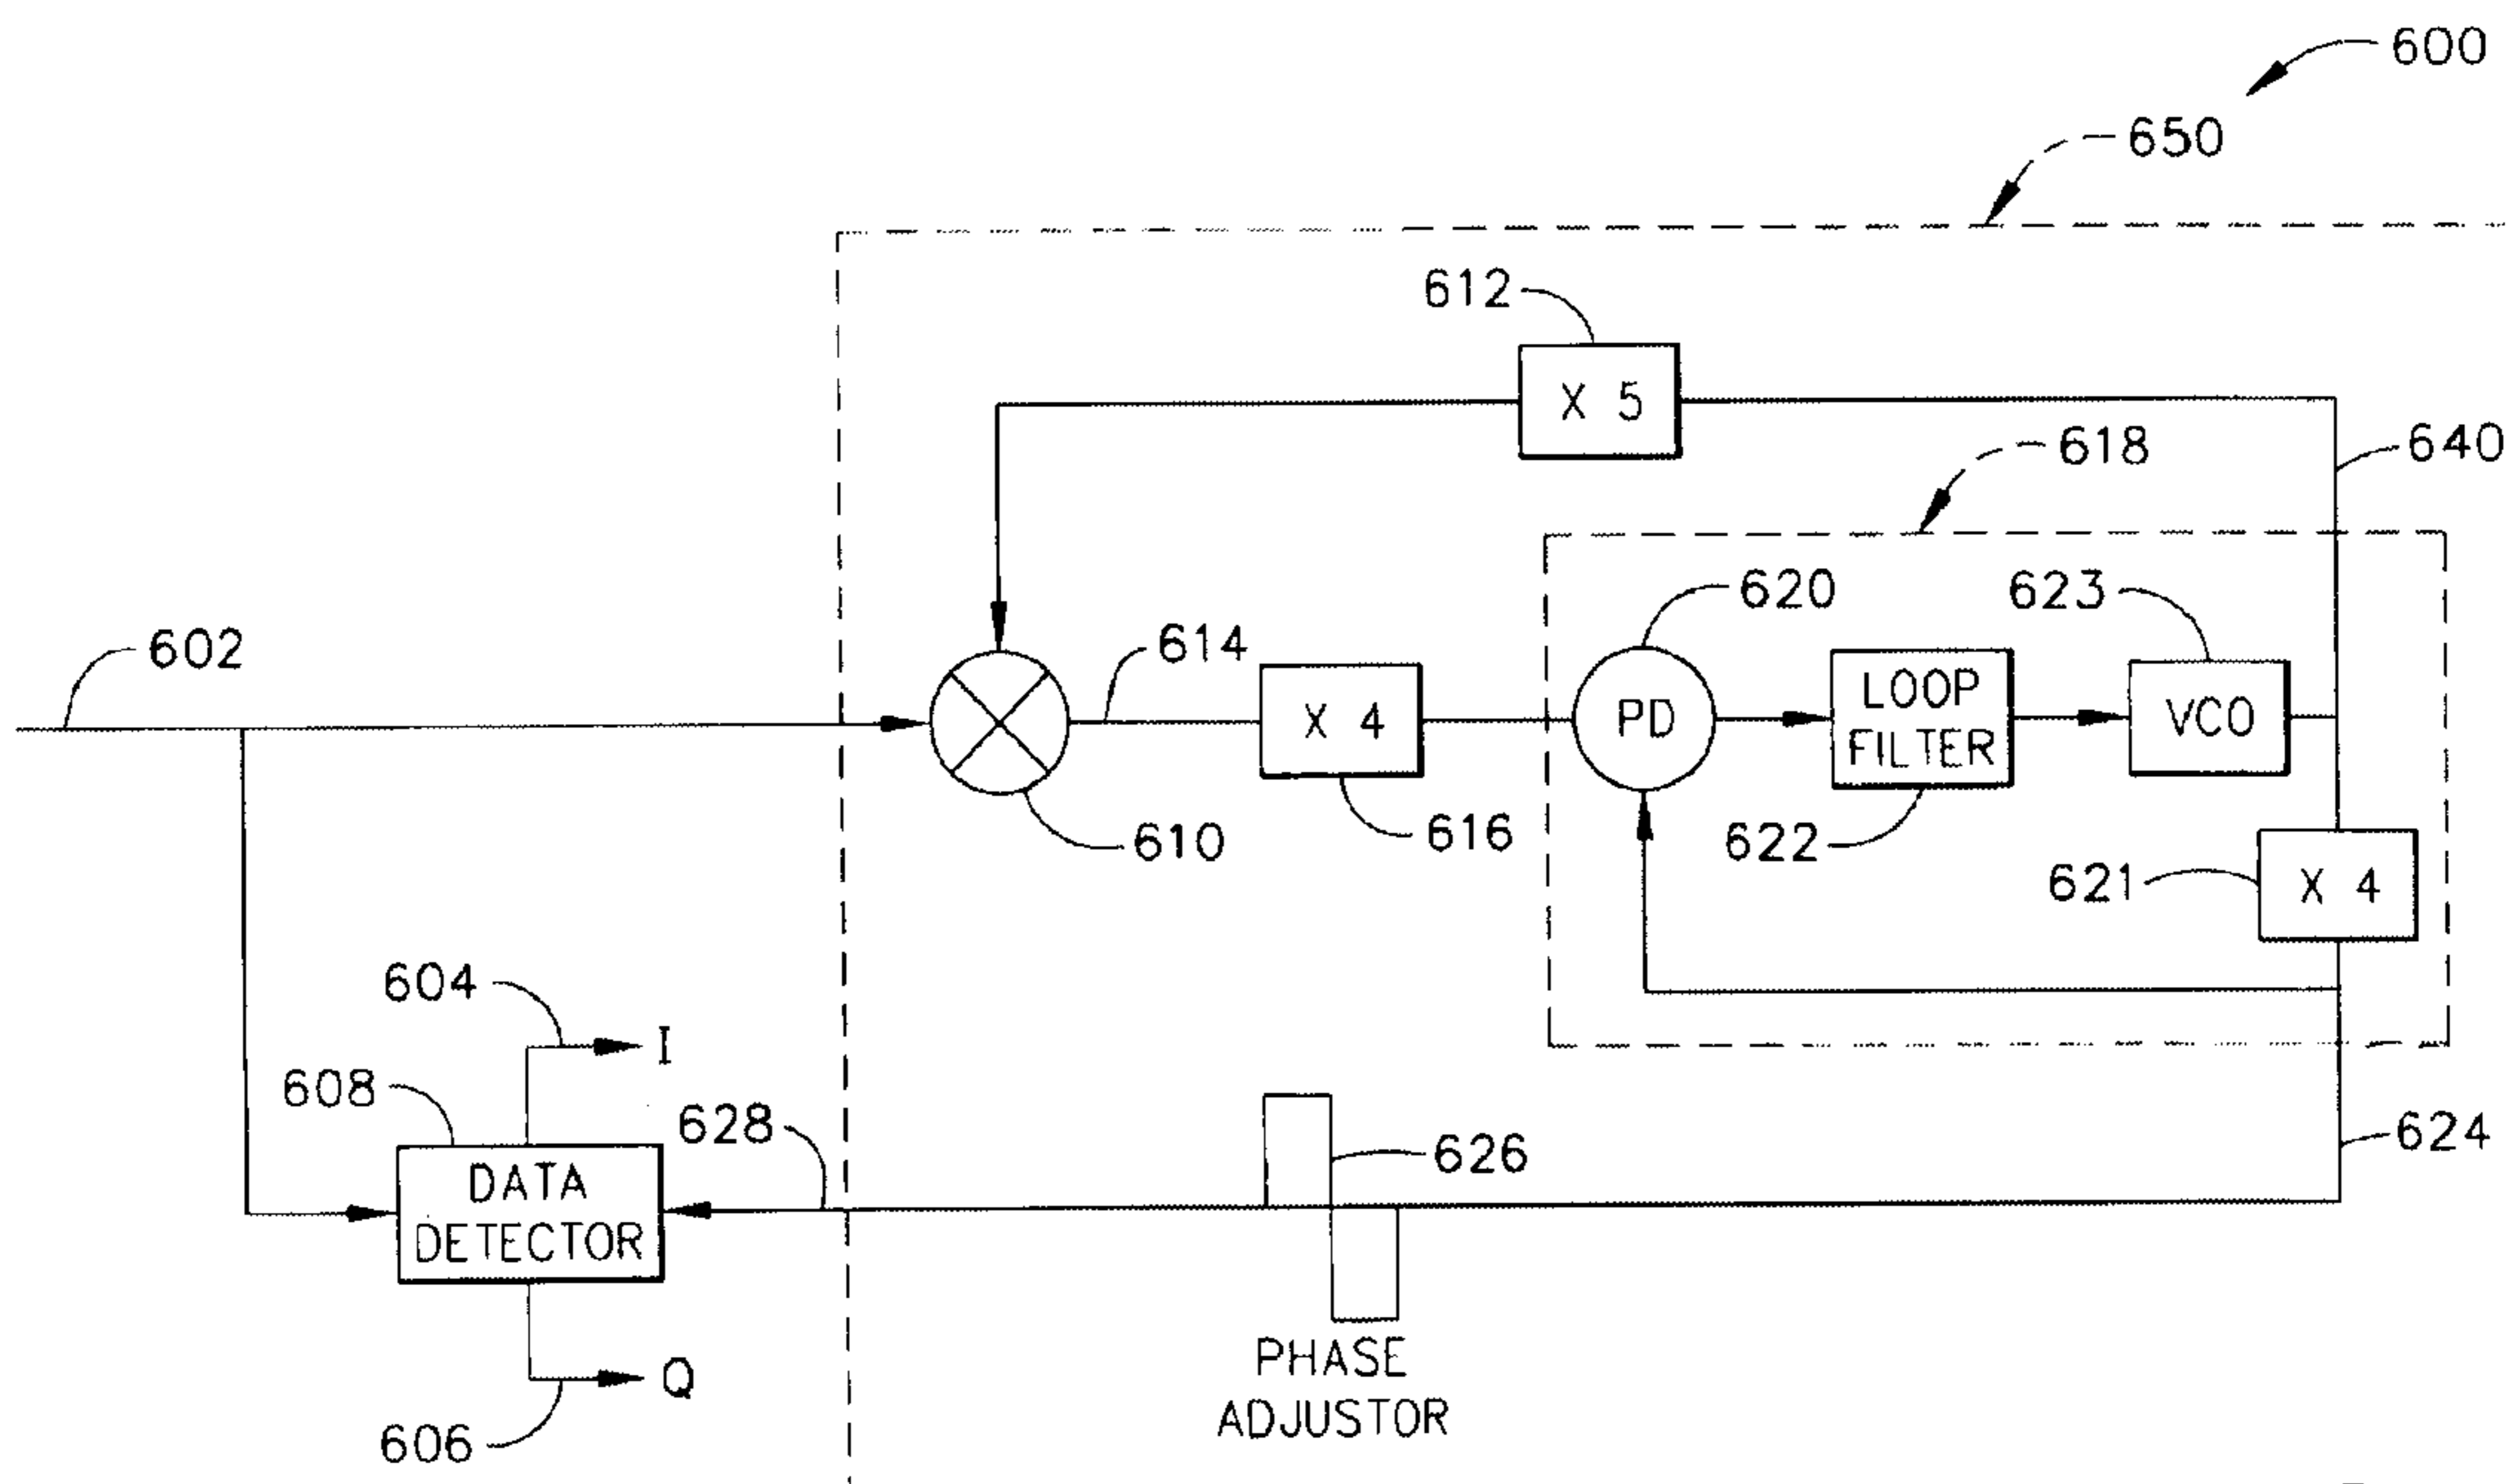 600
650
612
X 5
618
640
620
623
602
614
X 4
PD
LOOP
FILTER
VCO
610
616
622
621
X 4
604
I
608
628
626
624
DATA
DETECTOR
PHASE
ADJUSTOR
Q
606